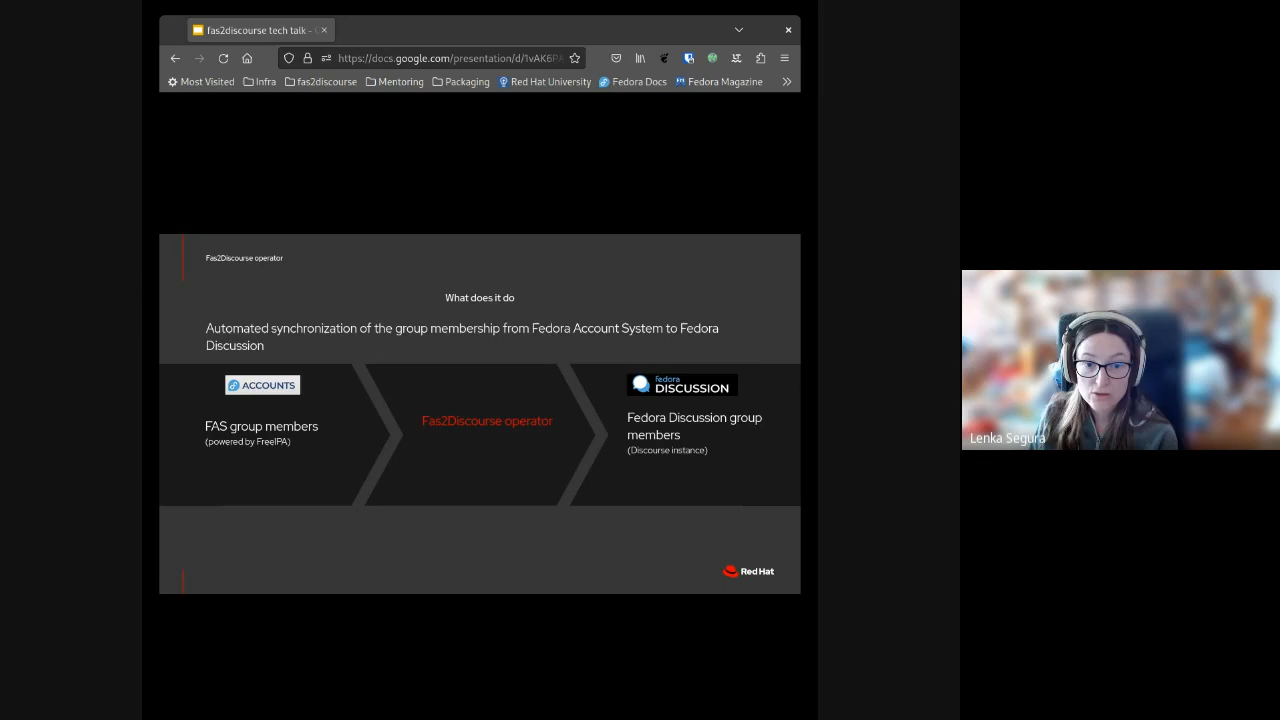 fas2discourse tech talk -
https://docs.google.com/presentation/d/1vAK6P
Most Visited Infra fas2discourse Mentoring Packaging Red Hat University Fedora Docs Fedora Magazine
Fas2Discourse operator
What does it do
Automated synchronization of the group membership from Fedora Account System to Fedora
Discussion
ACCOUNTS
FAS group members
(powered by FreeIPA)
Fas2Discourse operator
fedora
DISCUSSION
Fedora Discussion group
members
(Discourse instance)
Red Hat
Lenka Segura